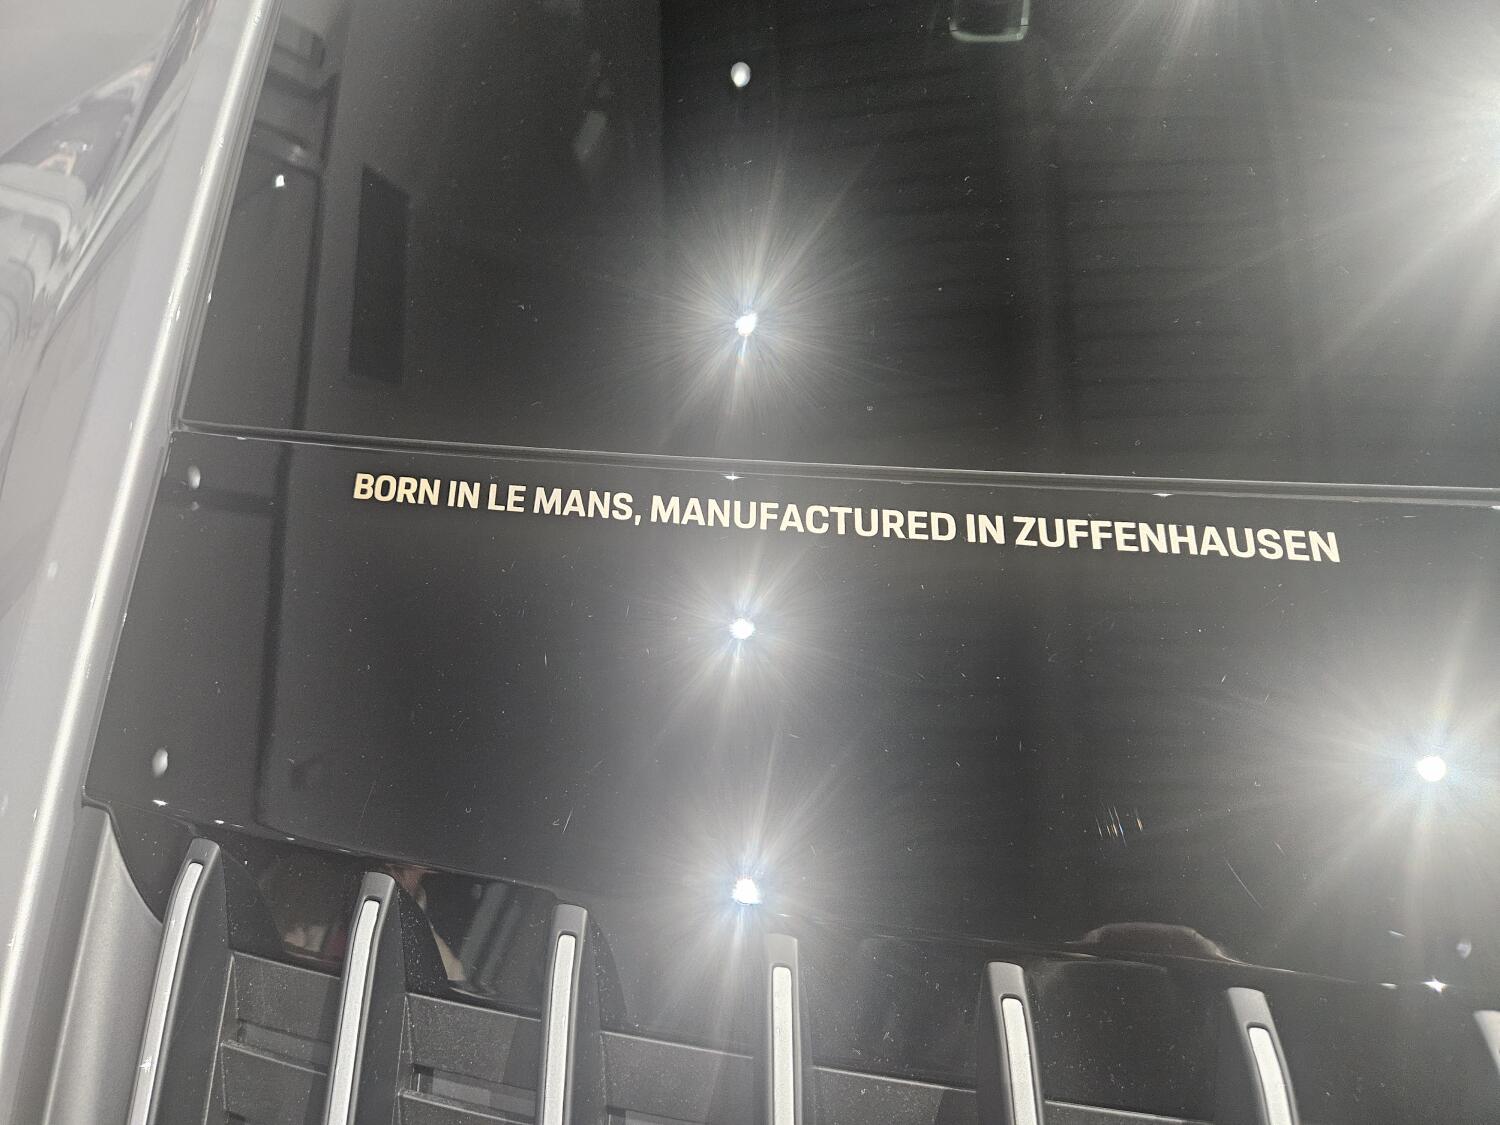 BORN IN LE MANS, MANUFACTURED IN ZUFFENHAUSEN